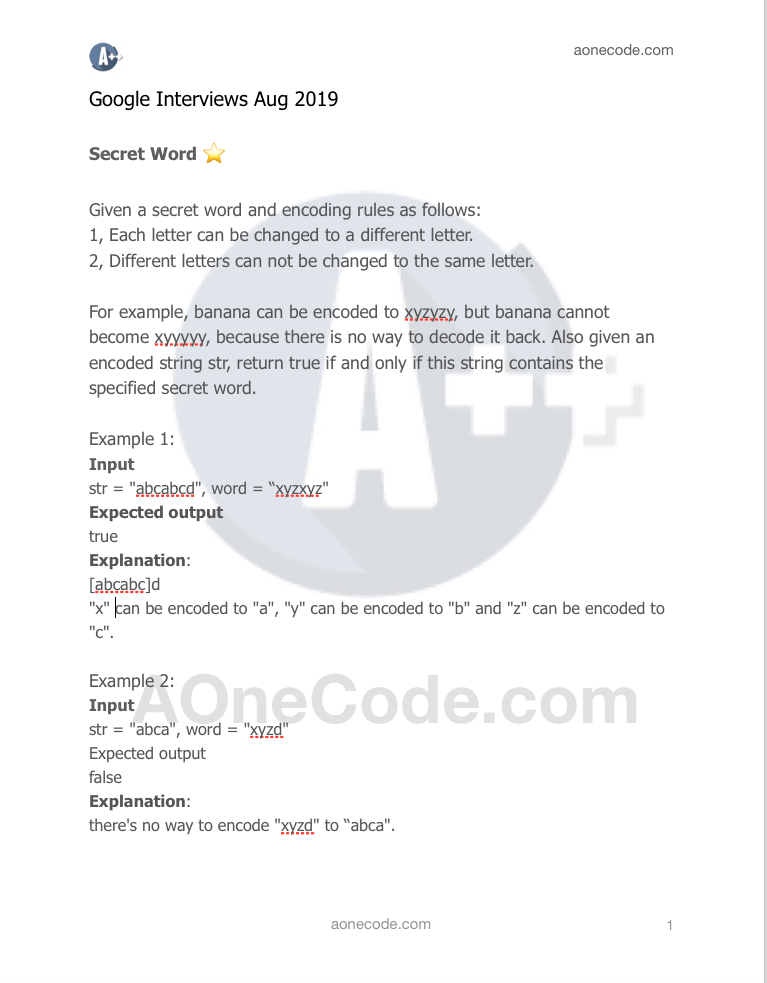 A++
aonecode.com
Google Interviews Aug 2019
Secret Word ⭐
Given a secret word and encoding rules as follows:
1, Each letter can be changed to a different letter.
2, Different letters can not be changed to the same letter.
For example, banana can be encoded to xyzyzy, but banana cannot
become xyyyyy, because there is no way to decode it back. Also given an
encoded string str, return true if and only if this string contains the
specified secret word.
Example 1:
Input
str = "abcabcd", word = “xyzxyz"
Expected output
true
Explanation:
[abcabc]d
"x" can be encoded to "a", "y" can be encoded to "b" and "z" can be encoded to
"c".
Example 2:
AOneCode.com
Input
str = "abca", word = "xyzd"
Expected output
false
Explanation:
there's no way to encode "xyzd" to “abca".
aonecode.com 1
A++